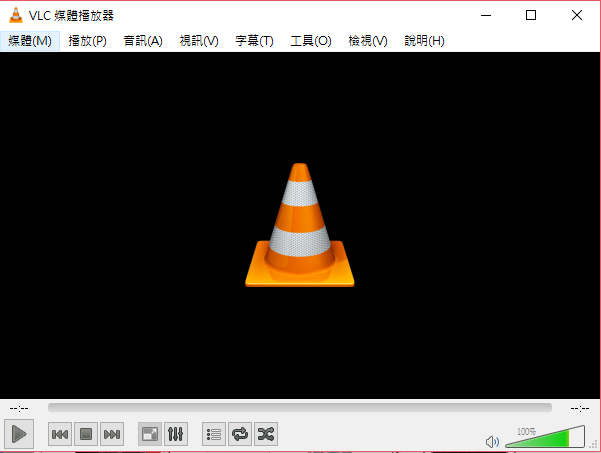 VLC 媒體播放器
媒體(M) 播放(P) 音訊(A) 視訊(V) 字幕(T) 工具(O) 檢視(V) 說明(H)
--:-- --:--
100%